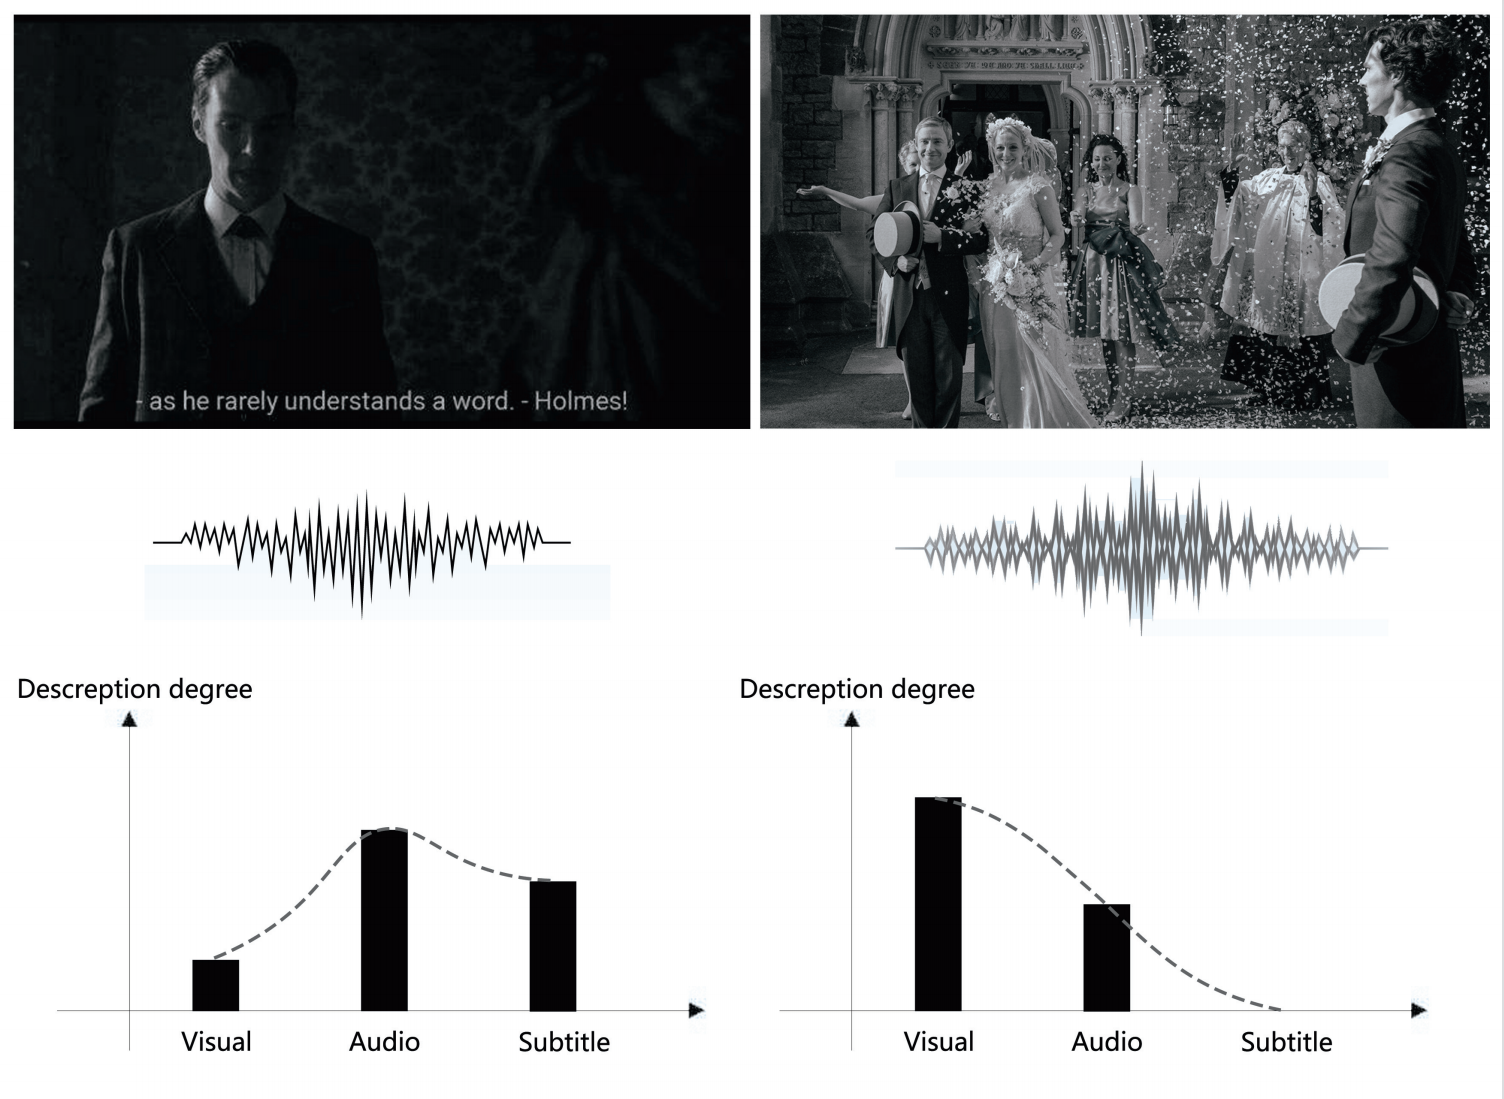 - as he rarely understands a word. - Holmes!
Descreption degree
Descreption degree
Visual
Audio
Subtitle
Visual
Audio
Subtitle